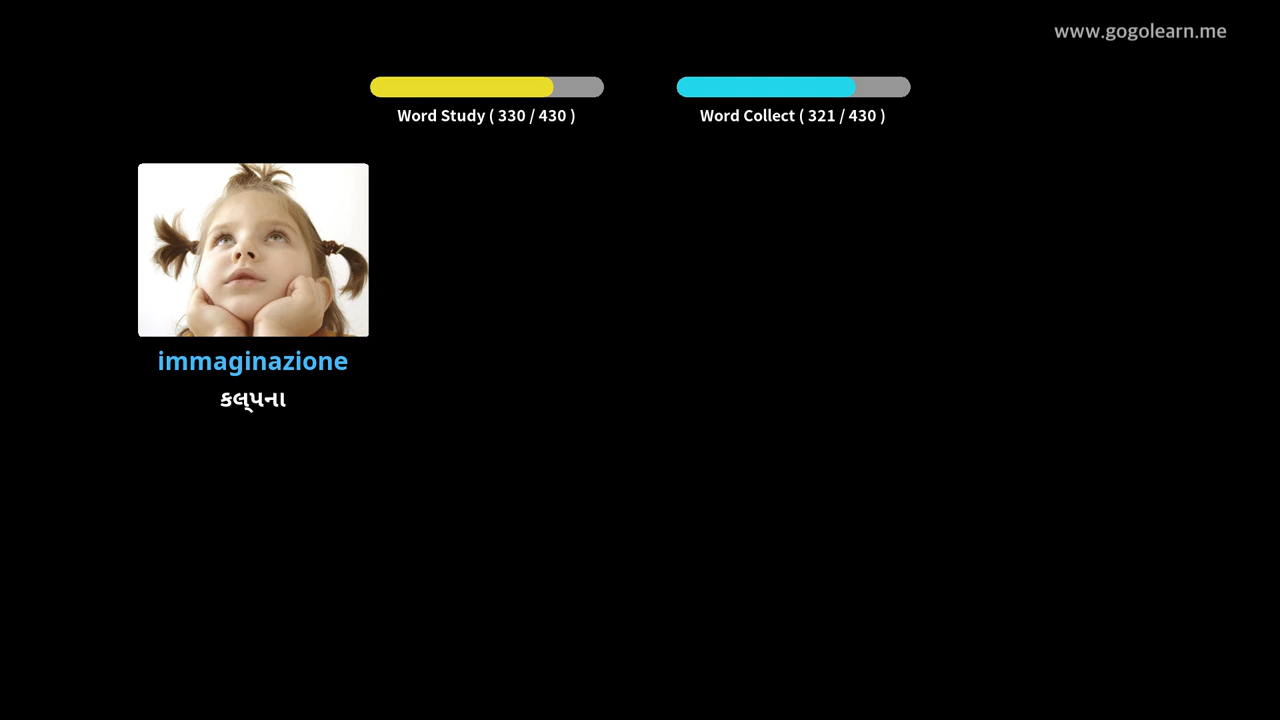 www.gogolearn.me
Word Study ( 330 / 430 )
Word Collect ( 321 / 430 )
immaginazione
કલ્પના